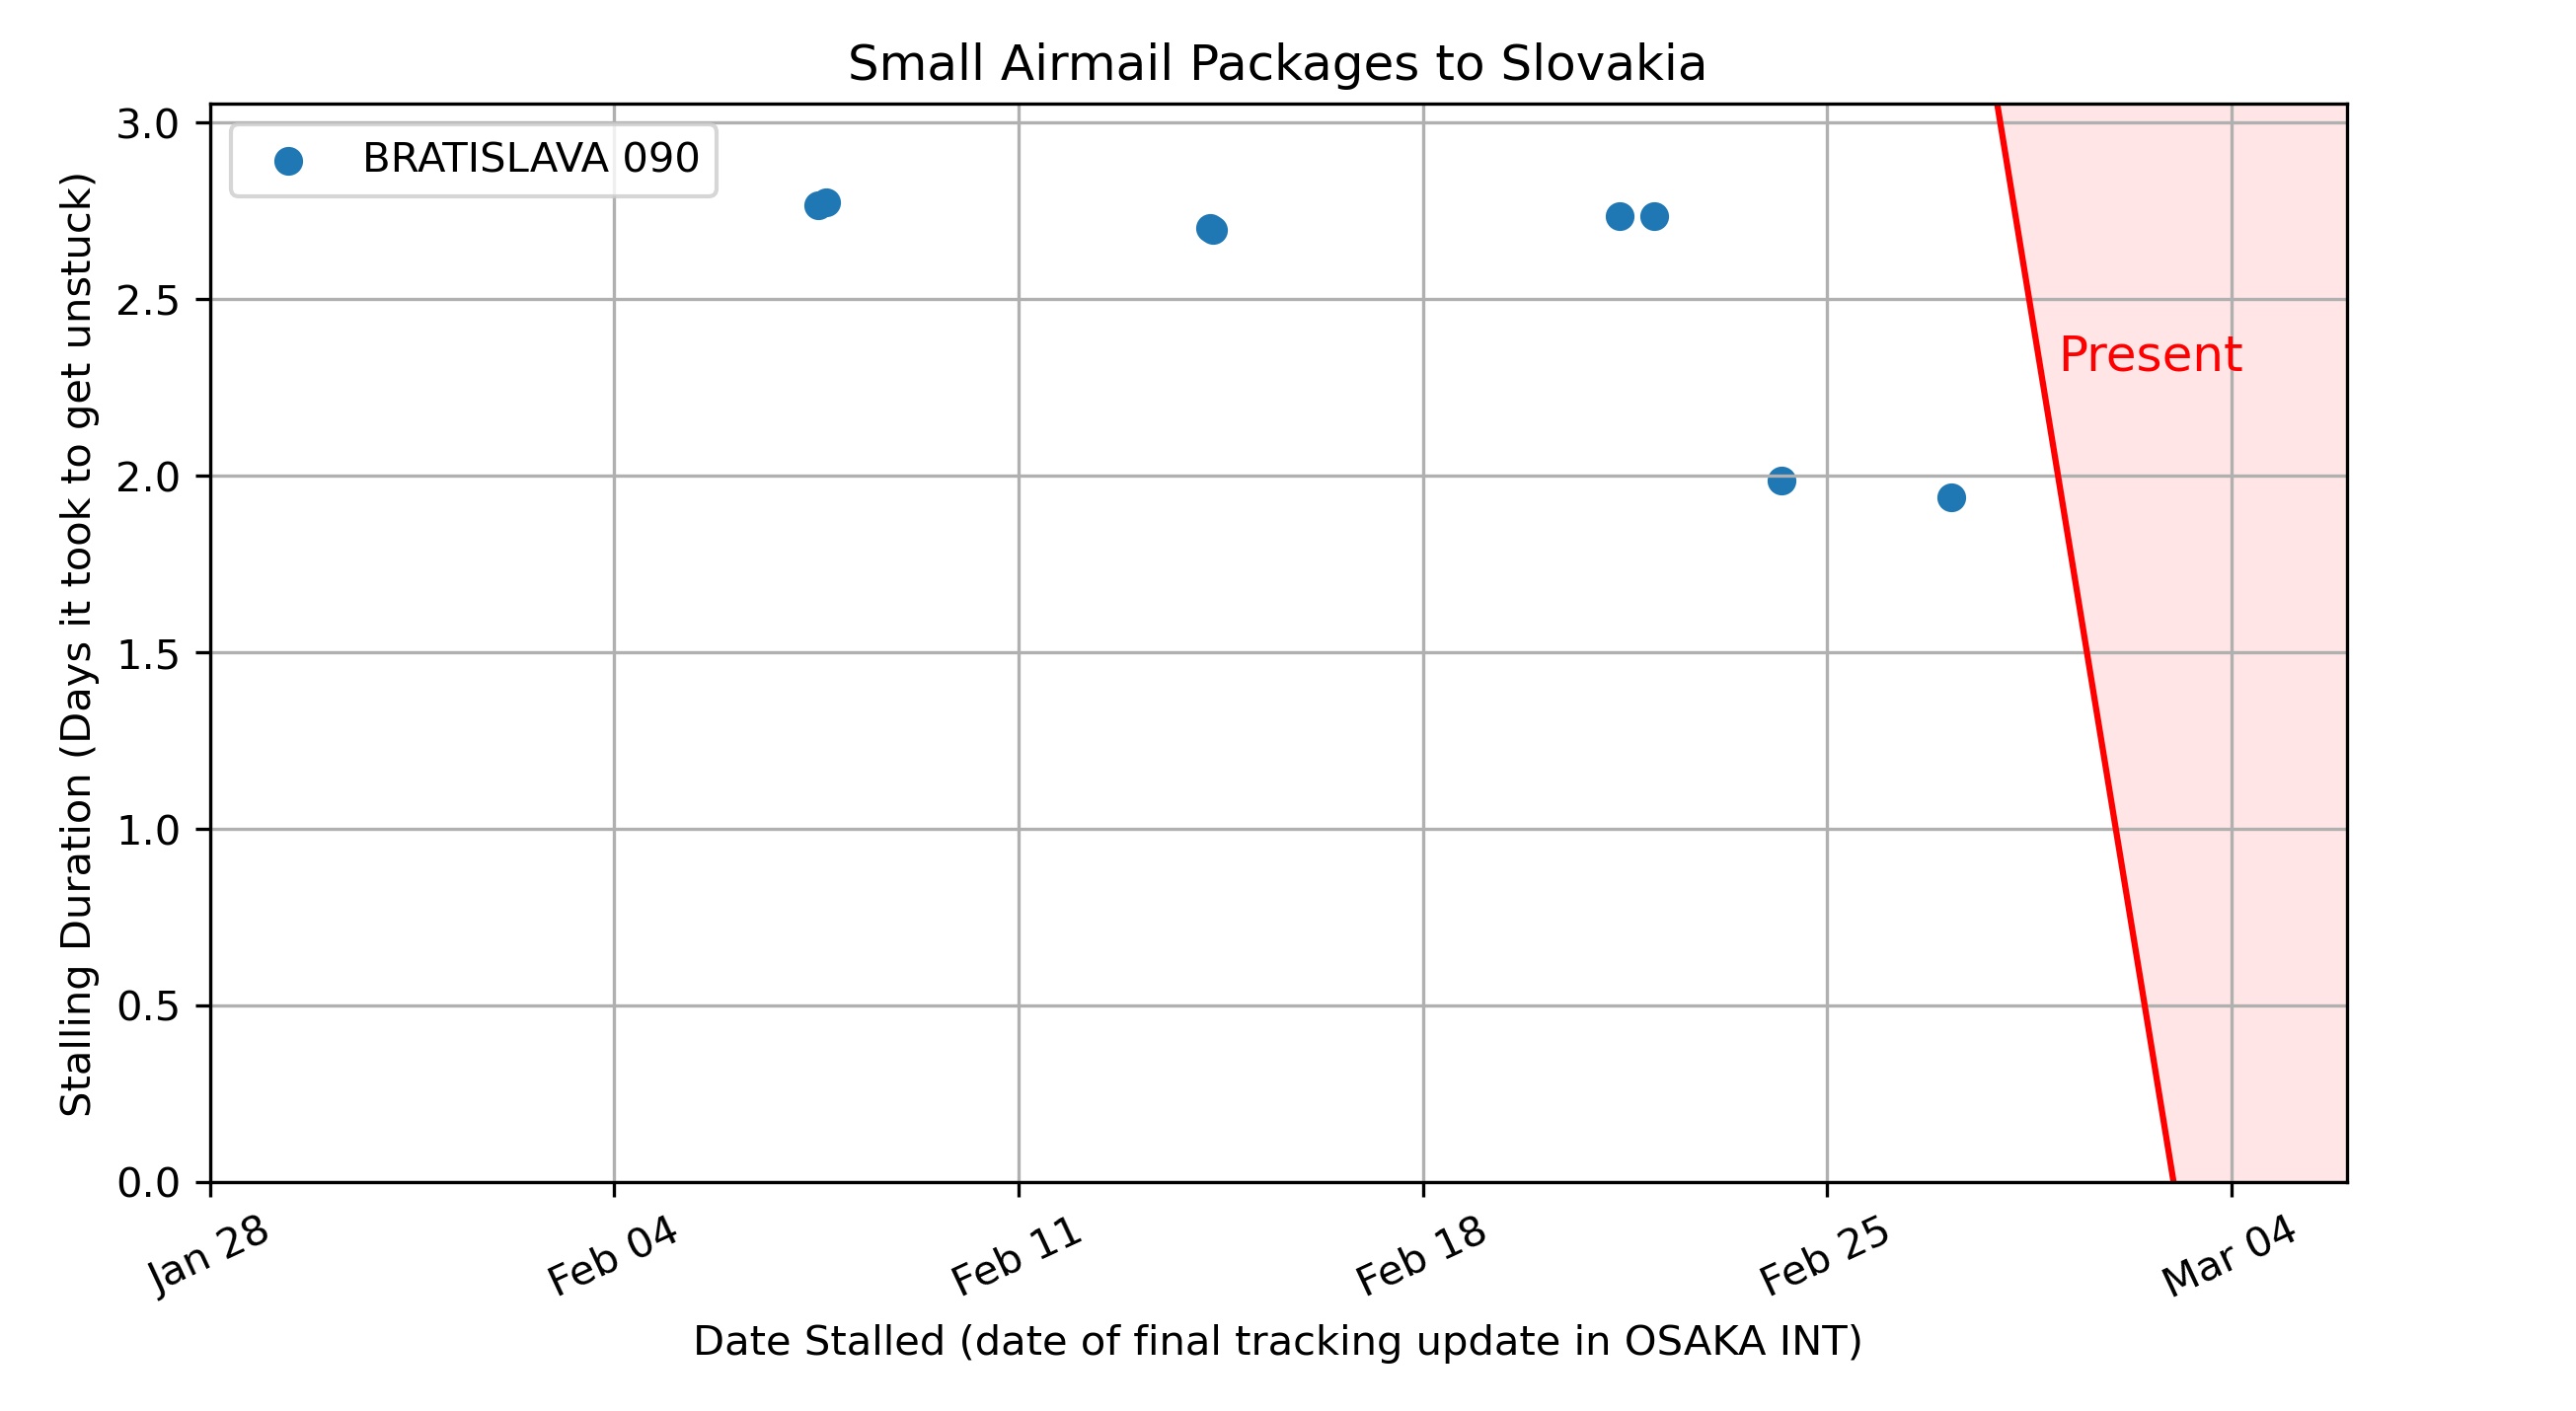 Small Airmail Packages to Slovakia
BRATISLAVA 090
Present
Stalling Duration (Days it took to get unstuck)
3.0
2.5
2.0
1.5
1.0
0.5
0.0
Jan 28
Feb 04
Feb 11
Feb 18
Feb 25
Mar 04
Date Stalled (date of final tracking update in OSAKA INT)